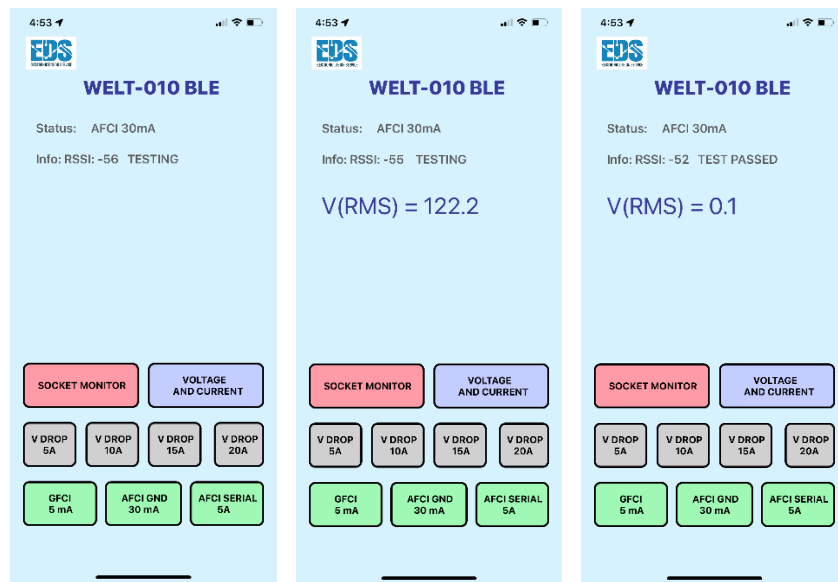 4:53
EDS
WELT-010 BLE
Status: AFCI 30mA
Info: RSSI: -56 TESTING
SOCKET MONITOR
VOLTAGE
AND CURRENT
V DROP
5A
V DROP
10A
V DROP
15A
V DROP
20A
GFCI
5 mA
AFCI GND
30 mA
AFCI SERIAL
5A
4:53
EDS
WELT-010 BLE
Status: AFCI 30mA
Info: RSSI: -55 TESTING
V(RMS) = 122.2
SOCKET MONITOR
VOLTAGE
AND CURRENT
V DROP
5A
V DROP
10A
V DROP
15A
V DROP
20A
GFCI
5 mA
AFCI GND
30 mA
AFCI SERIAL
5A
4:53
EDS
WELT-010 BLE
Status: AFCI 30mA
Info: RSSI: -52 TEST PASSED
V(RMS) = 0.1
SOCKET MONITOR
VOLTAGE
AND CURRENT
V DROP
5A
V DROP
10A
V DROP
15A
V DROP
20A
GFCI
5 mA
AFCI GND
30 mA
AFCI SERIAL
5A